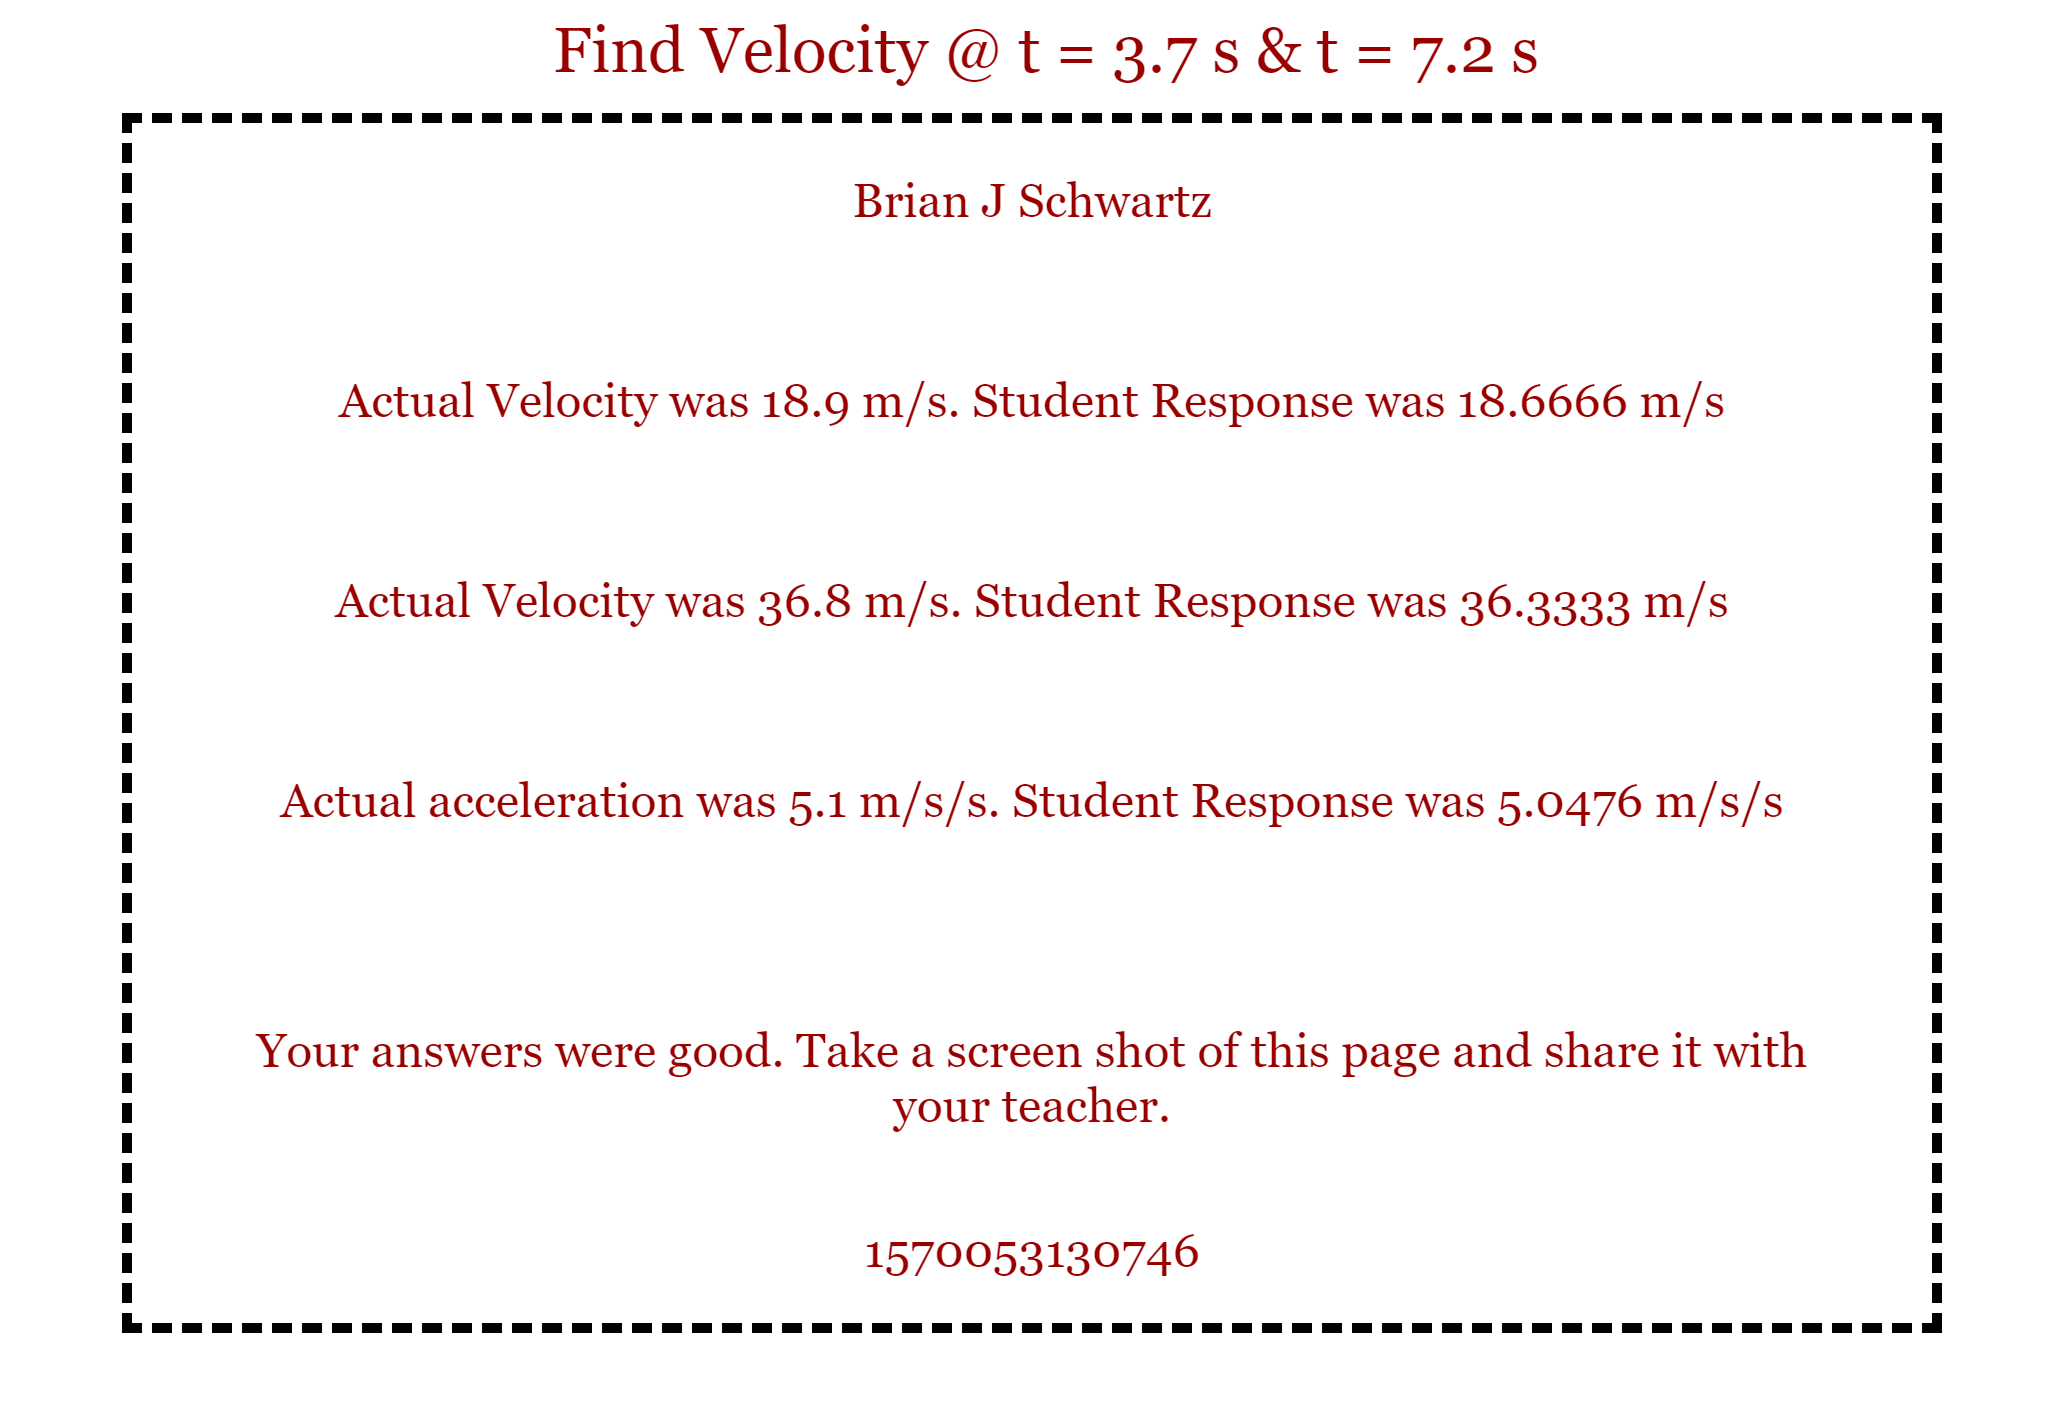 Find Velocity @ t = 3.7 s & t = 7.2 s
Brian J Schwartz
Actual Velocity was 18.9 m/s. Student Response was 18.6666 m/s
Actual Velocity was 36.8 m/s. Student Response was 36.3333 m/s
Actual acceleration was 5.1 m/s/s. Student Response was 5.0476 m/s/s
Your answers were good. Take a screen shot of this page and share it with
your teacher.
1570053130746